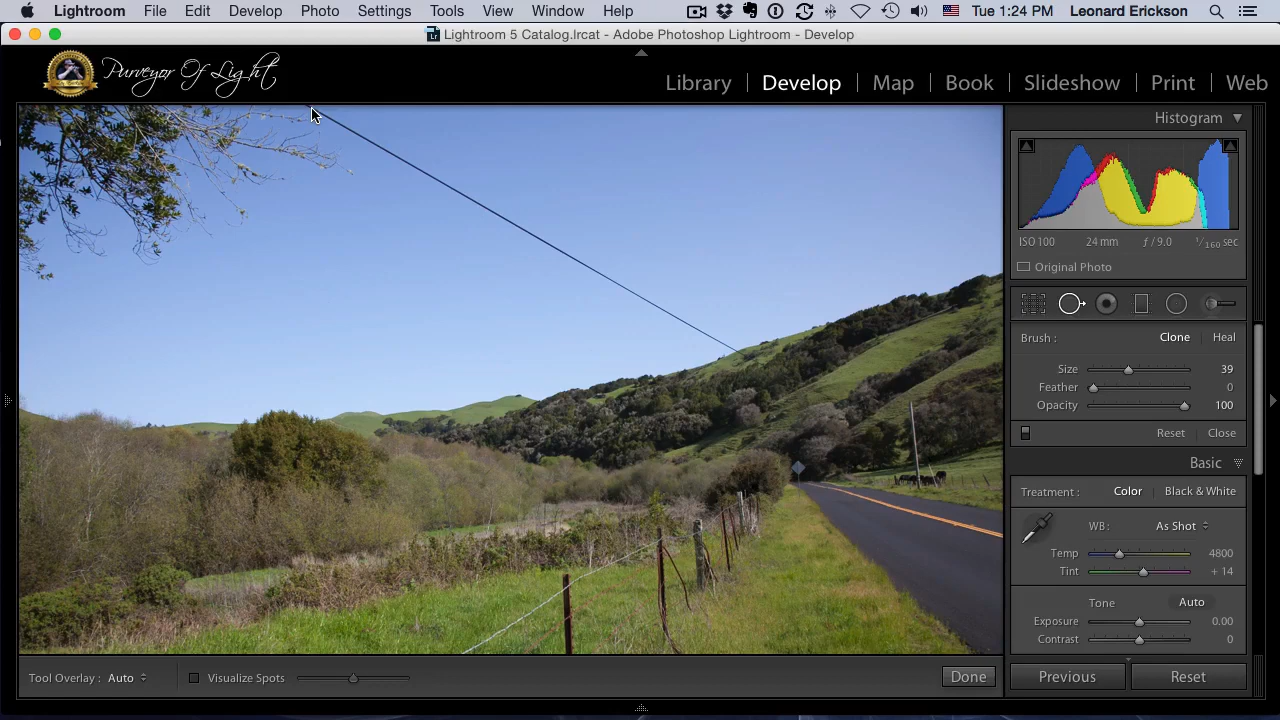 Lightroom File Edit Develop Photo Settings Tools View Window Help Tue 1:24 PM Leonard Erickson
Lr Lightroom 5 Catalog.lrcat - Adobe Photoshop Lightroom - Develop
Purveyor Of Light
Library | Develop | Map | Book | Slideshow | Print | Web
Histogram
ISO 100 24 mm ƒ / 9.0 1/160 sec
Original Photo
Brush : Clone Heal
Size 39
Feather 0
Opacity 100
Reset Close
Basic
Treatment : Color | Black & White
WB: As Shot
Temp 4800
Tint + 14
Tone Auto
Exposure 0.00
Contrast 0
Tool Overlay : Auto Visualize Spots Done
Previous Reset